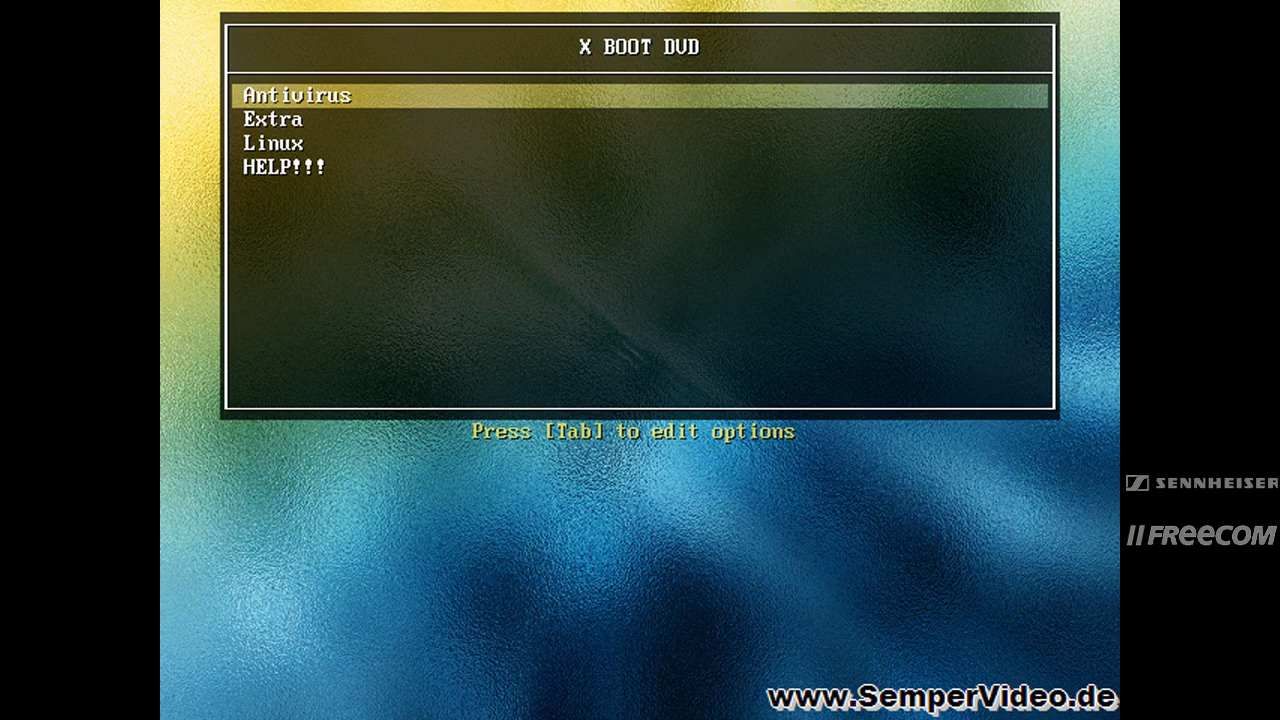 X BOOT DVD
Antivirus
Extra
Linux
HELP!!!
Press [Tab] to edit options
SENNHEISER
FREECOM
www.SemperVideo.de